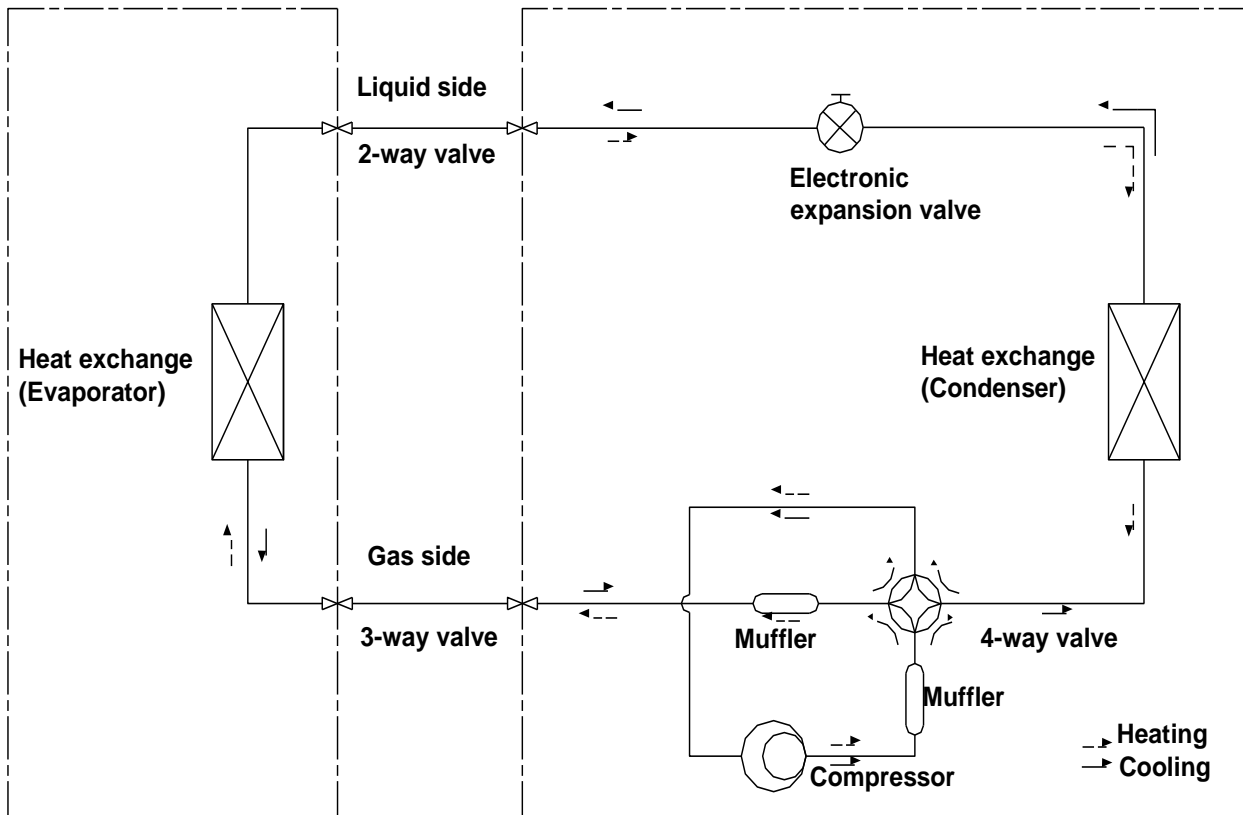 Liquid side
2-way valve
Electronic
expansion valve
Heat exchange
(Evaporator)
Heat exchange
(Condenser)
Gas side
3-way valve
Muffler
4-way valve
Muffler
Compressor
Heating
Cooling